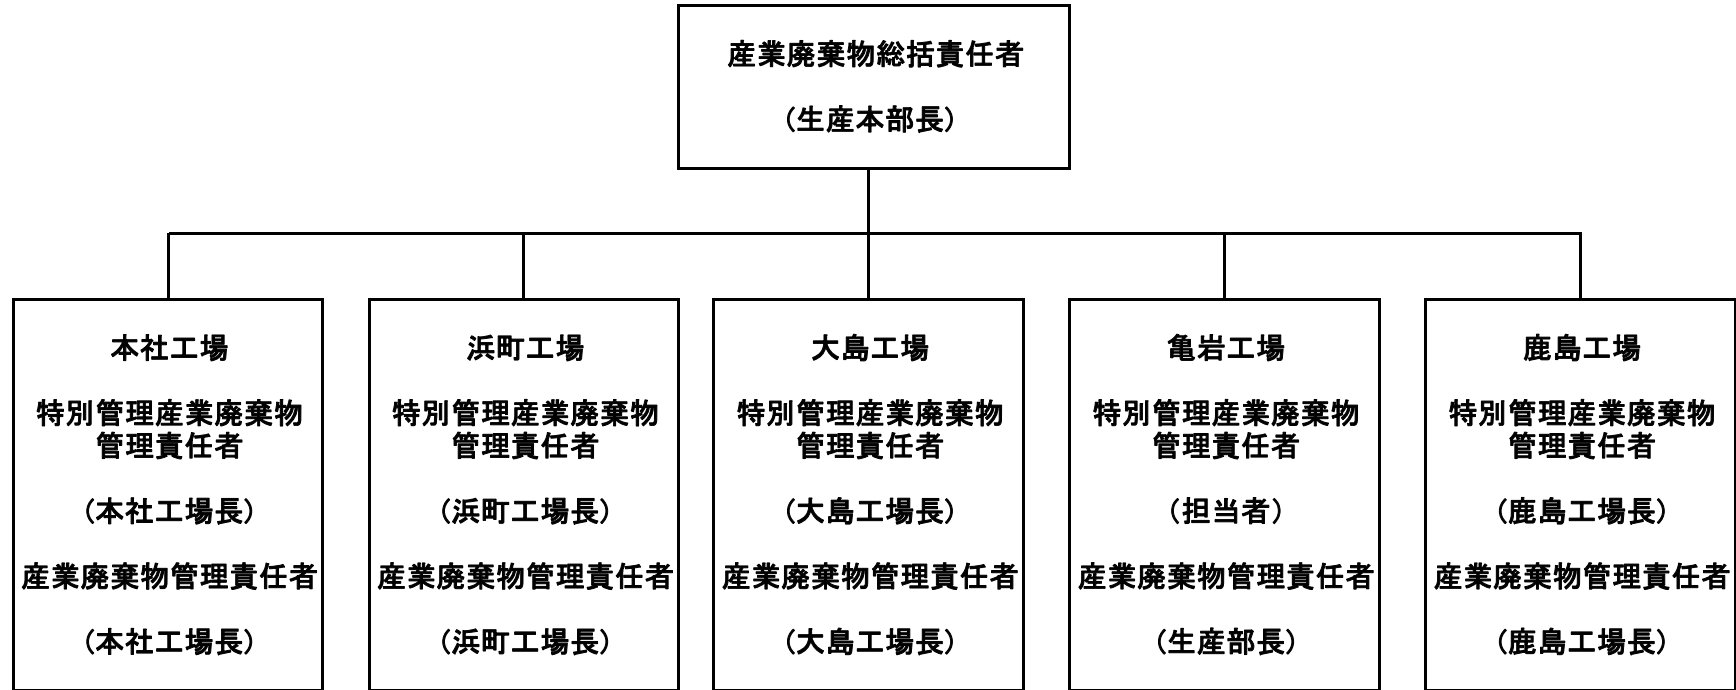 産業廃棄物総括責任者
(生産本部長)
本社工場
特別管理産業廃棄物
管理責任者
(本社工場長)
産業廃棄物管理責任者
(本社工場長)
浜町工場
特別管理産業廃棄物
管理責任者
(浜町工場長)
産業廃棄物管理責任者
(浜町工場長)
大島工場
特別管理産業廃棄物
管理責任者
(大島工場長)
産業廃棄物管理責任者
(大島工場長)
亀岩工場
特別管理産業廃棄物
管理責任者
(担当者)
産業廃棄物管理責任者
(生産部長)
鹿島工場
特別管理産業廃棄物
管理責任者
(鹿島工場長)
産業廃棄物管理責任者
(鹿島工場長)